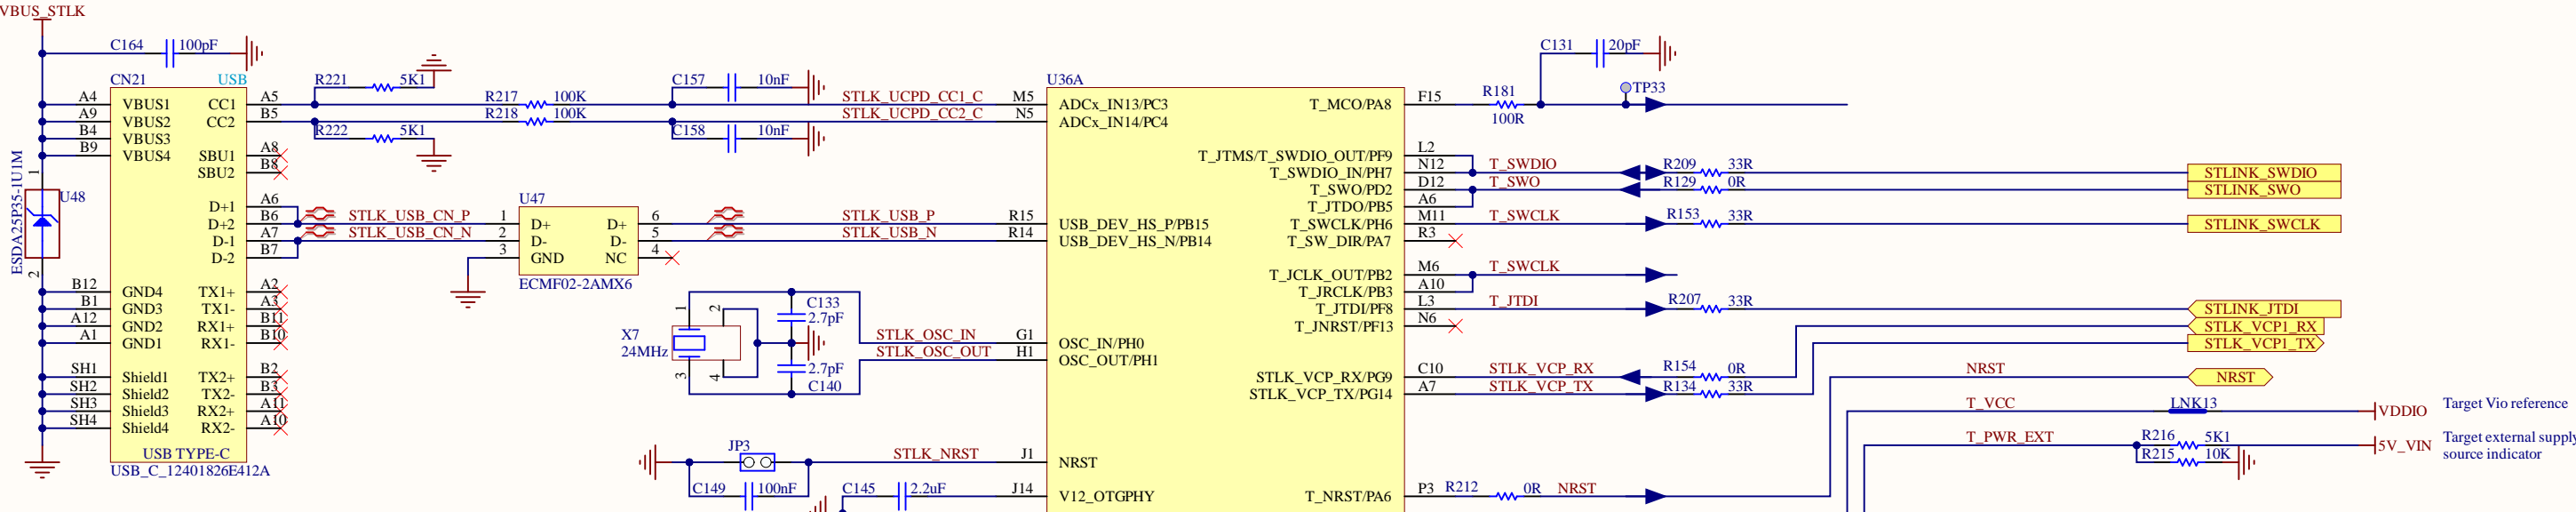 VBUS_STLK
C164 100pF
CN21 USB
A4 VBUS1 CC1 A5
A9 VBUS2 CC2 B5
B4 VBUS3
B9 VBUS4 SBU1 A8
SBU2 B8
D+1 A6
D+2 B6
D-1 A7
D-2 B7
B12 GND4 TX1+ A2
B1 GND3 TX1- A3
A12 GND2 RX1+ B11
A1 GND1 RX1- B10
SH1 Shield1 TX2+ B2
SH2 Shield2 TX2- B3
SH3 Shield3 RX2+ A11
SH4 Shield4 RX2- A10
USB TYPE-C
USB_C_12401826E412A
1
U48
ESDA25P35-1U1M
2
R221 5K1
R222 5K1
R217 100K
R218 100K
C157 10nF
C158 10nF
STLK_UCPD_CC1_C
STLK_UCPD_CC2_C
STLK_USB_CN_P
STLK_USB_CN_N
U47
1 D+ D+ 6
2 D- D- 5
3 GND NC 4
ECMF02-2AMX6
STLK_USB_P
STLK_USB_N
X7
24MHz
1 2
3 4
C133
2.7pF
2.7pF
C140
STLK_OSC_IN
STLK_OSC_OUT
JP3
STLK_NRST
C149 100nF
C145 2.2uF
U36A
M5 ADCx_IN13/PC3
N5 ADCx_IN14/PC4
R15 USB_DEV_HS_P/PB15
R14 USB_DEV_HS_N/PB14
G1 OSC_IN/PH0
H1 OSC_OUT/PH1
J1 NRST
J14 V12_OTGPHY
T_MCO/PA8 F15
T_JTMS/T_SWDIO_OUT/PF9 L2
T_SWDIO_IN/PH7 N12
T_SWO/PD2 D12
T_JTDO/PB5 A6
T_SWCLK/PH6 M11
T_SW_DIR/PA7 R3
T_JCLK_OUT/PB2 M6
T_JRCLK/PB3 A10
T_JTDI/PF8 L3
T_JNRST/PF13 N6
STLK_VCP_RX/PG9 C10
STLK_VCP_TX/PG14 A7
T_NRST/PA6 P3
C131 20pF
R181
100R
TP33
T_SWDIO R209 33R STLINK_SWDIO
T_SWO R129 0R STLINK_SWO
T_SWCLK R153 33R STLINK_SWCLK
T_SWCLK
T_JTDI R207 33R STLINK_JTDI
STLK_VCP1_RX
STLK_VCP1_TX
STLK_VCP_RX R154 0R
STLK_VCP_TX R134 33R
NRST NRST
T_VCC LNK13 VDDIO Target Vio reference
T_PWR_EXT R216 5K1 5V_VIN Target external supply
R215 10K source indicator
R212 0R NRST